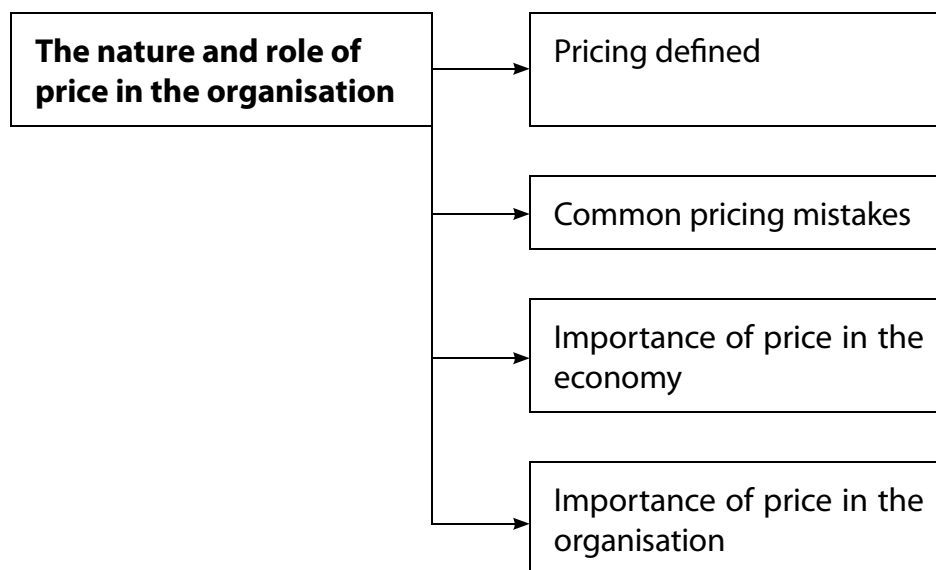 The nature and role of
price in the organisation
Pricing defined
Common pricing mistakes
Importance of price in the
economy
Importance of price in the
organisation